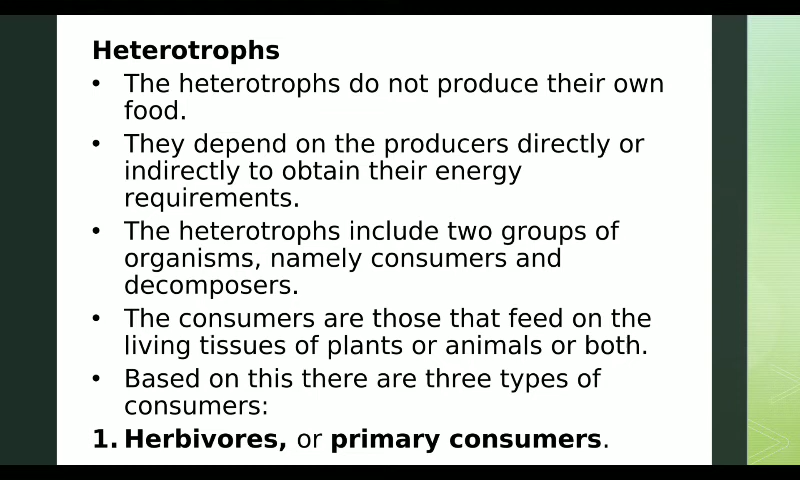 Heterotrophs
• The heterotrophs do not produce their own
food.
• They depend on the producers directly or
indirectly to obtain their energy
requirements.
• The heterotrophs include two groups of
organisms, namely consumers and
decomposers.
• The consumers are those that feed on the
living tissues of plants or animals or both.
• Based on this there are three types of
consumers:
1. Herbivores, or primary consumers.